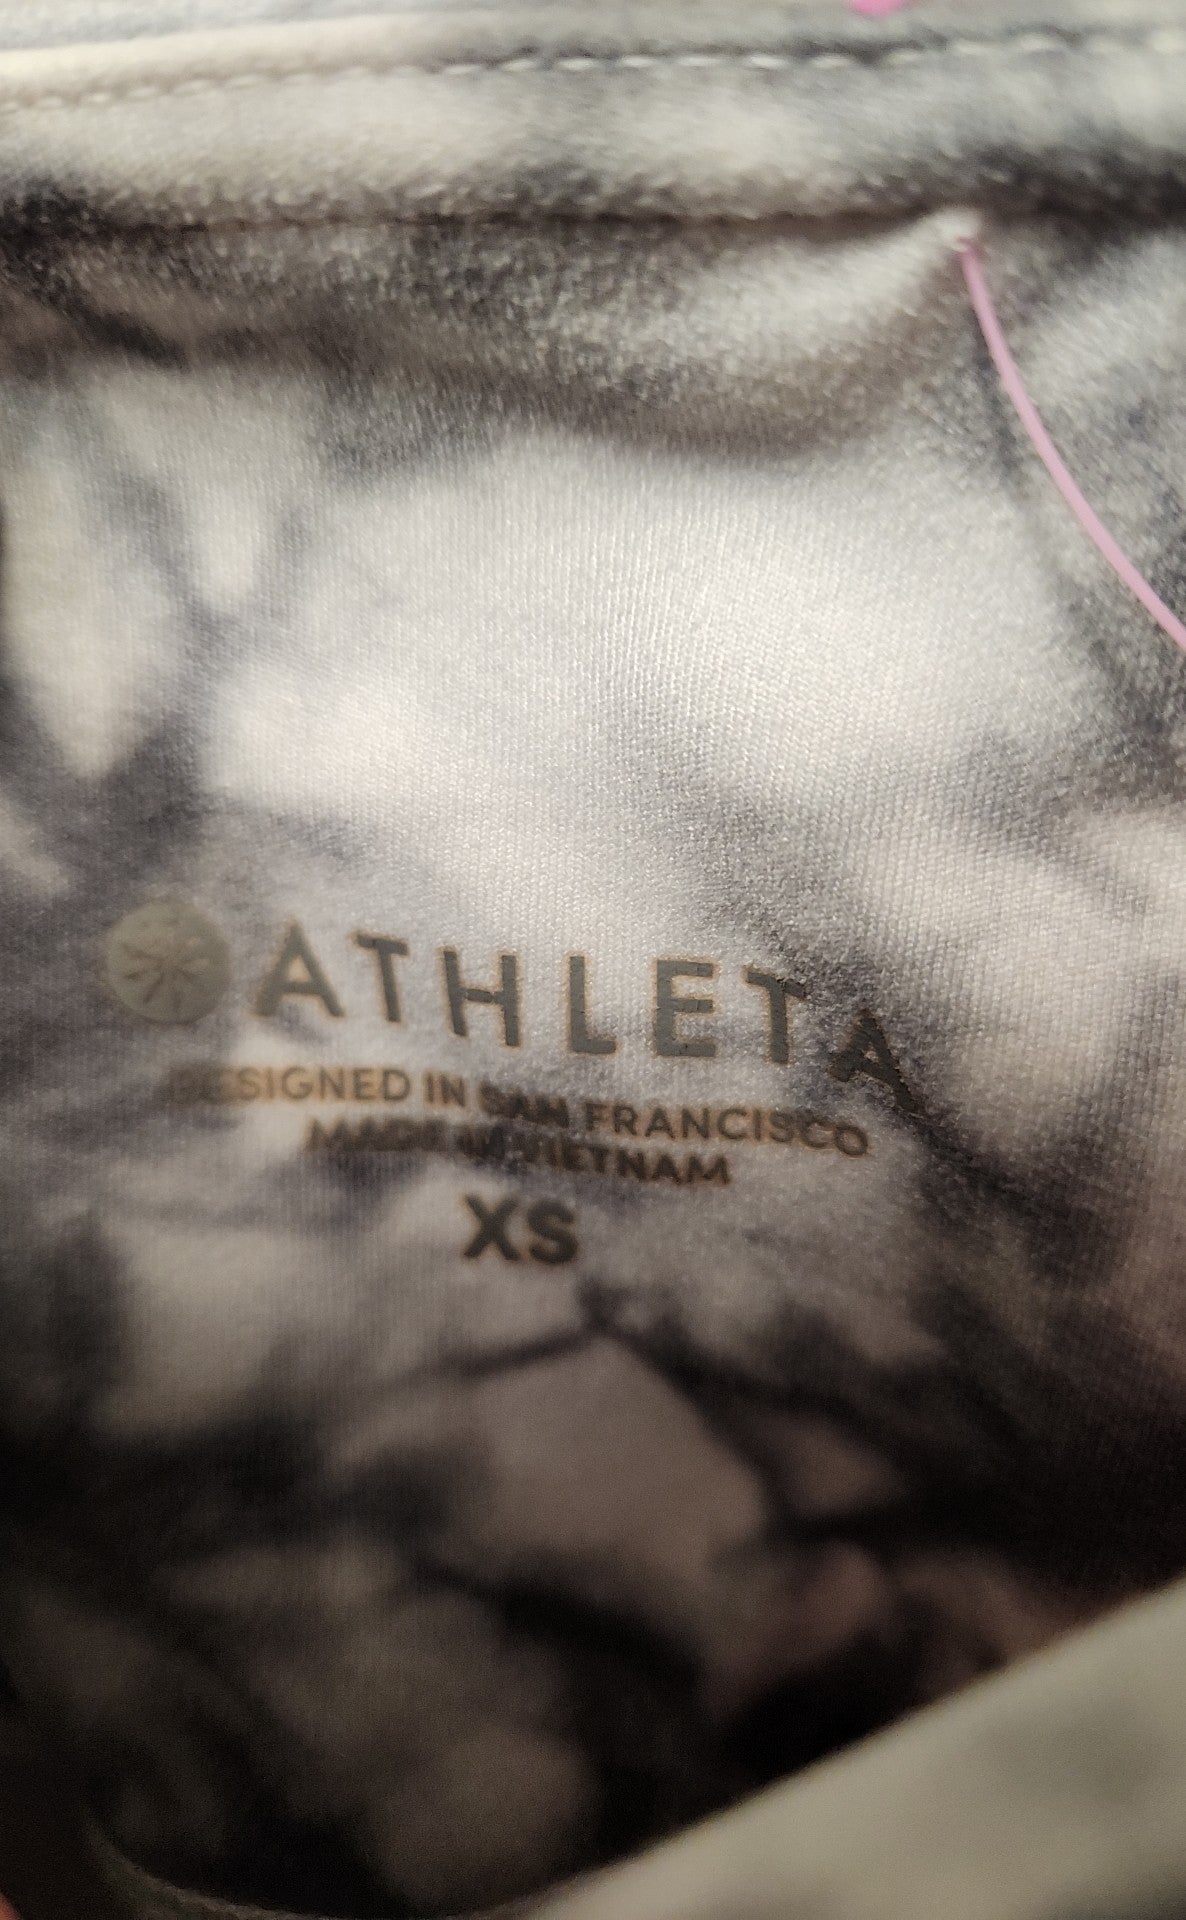 ATHLETA
DESIGNED IN SAN FRANCISCO
MADE IN VIETNAM
XS